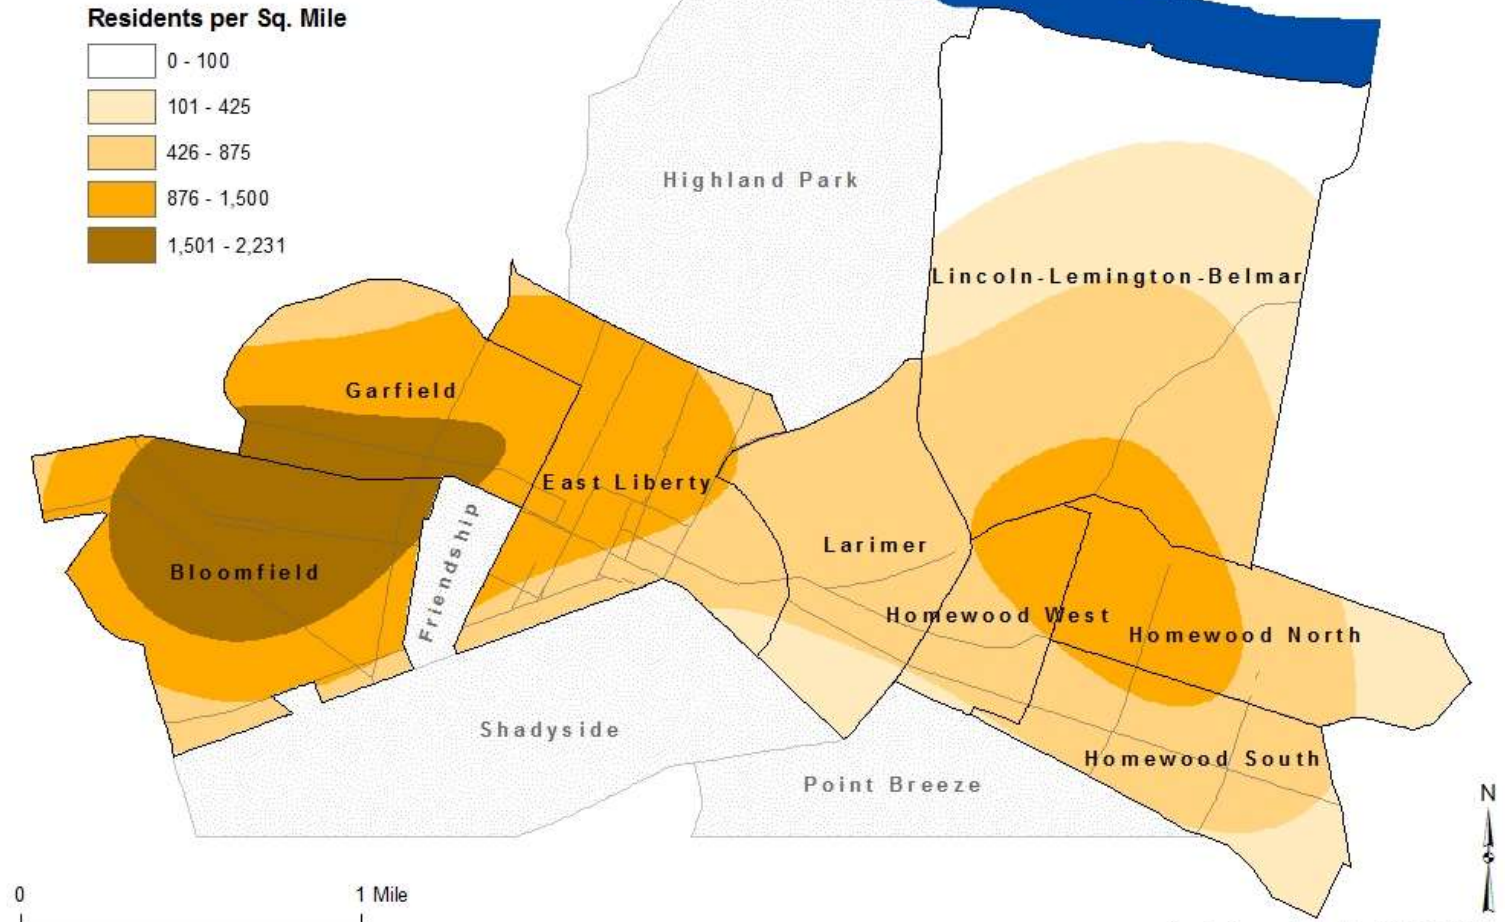 Residents per Sq. Mile
0 - 100
101 - 425
426 - 875
876 - 1,500
1,501 - 2,231
Highland Park
Lincoln-Lemington-Belmar
Garfield
East Liberty
Friendship
Larimer
Bloomfield
Homewood West
Homewood North
Shadyside
Homewood South
Point Breeze
N
0
1 Mile